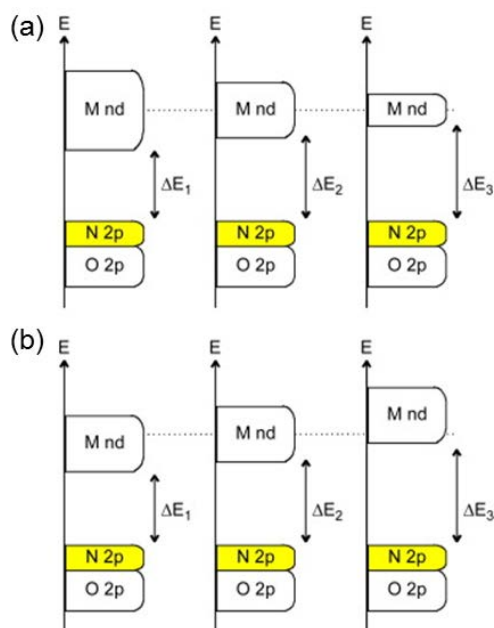 (a)
E E E
M nd M nd M nd
ΔE1 ΔE2 ΔE3
N 2p N 2p N 2p
O 2p O 2p O 2p
(b)
E E E
M nd M nd M nd
ΔE1 ΔE2 ΔE3
N 2p N 2p N 2p
O 2p O 2p O 2p